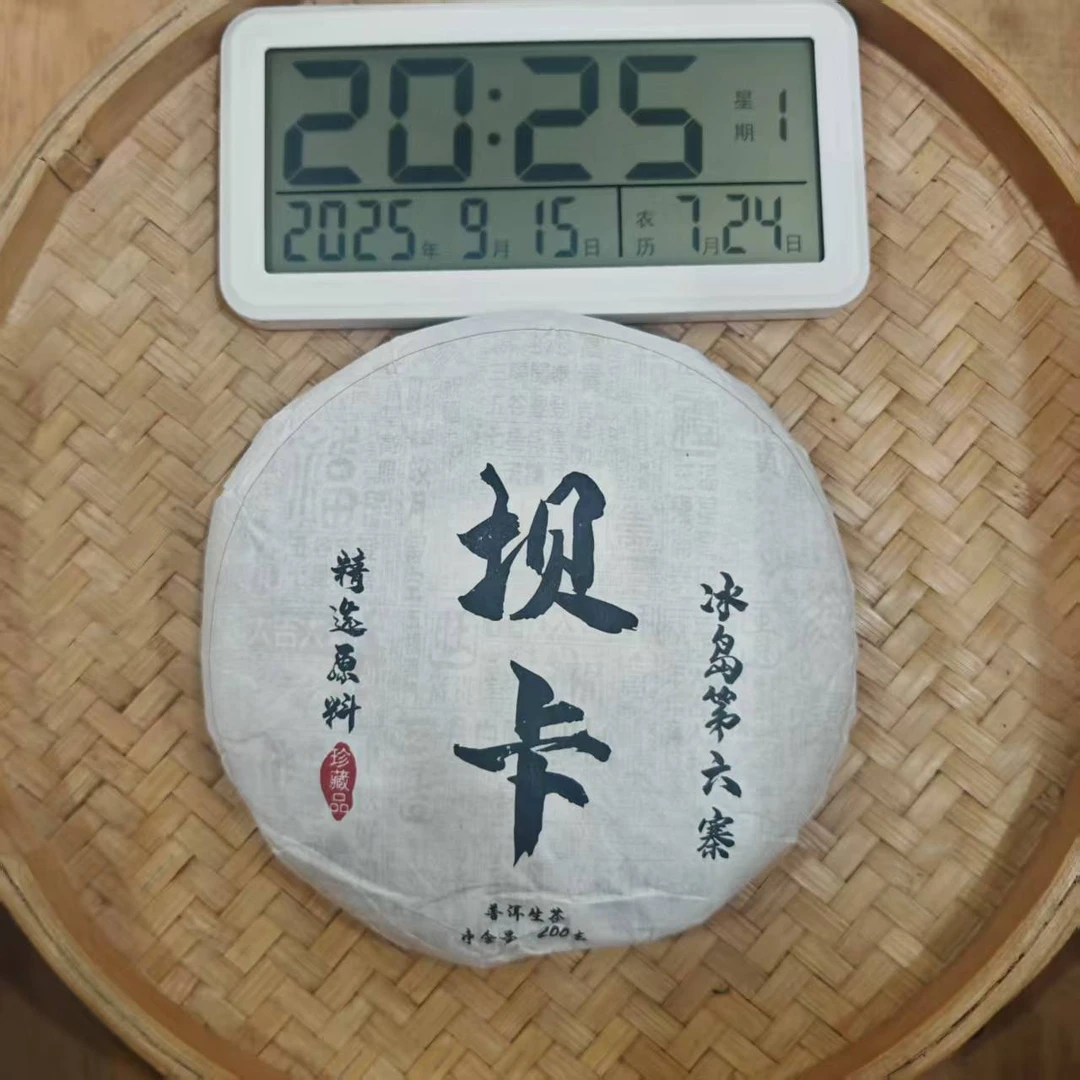 20:25
星期 1
2025年 9月 15日
农历 7月24日
坝卡
冰岛第六寨
精选原料
珍藏品
普洱生茶
净含量 200克